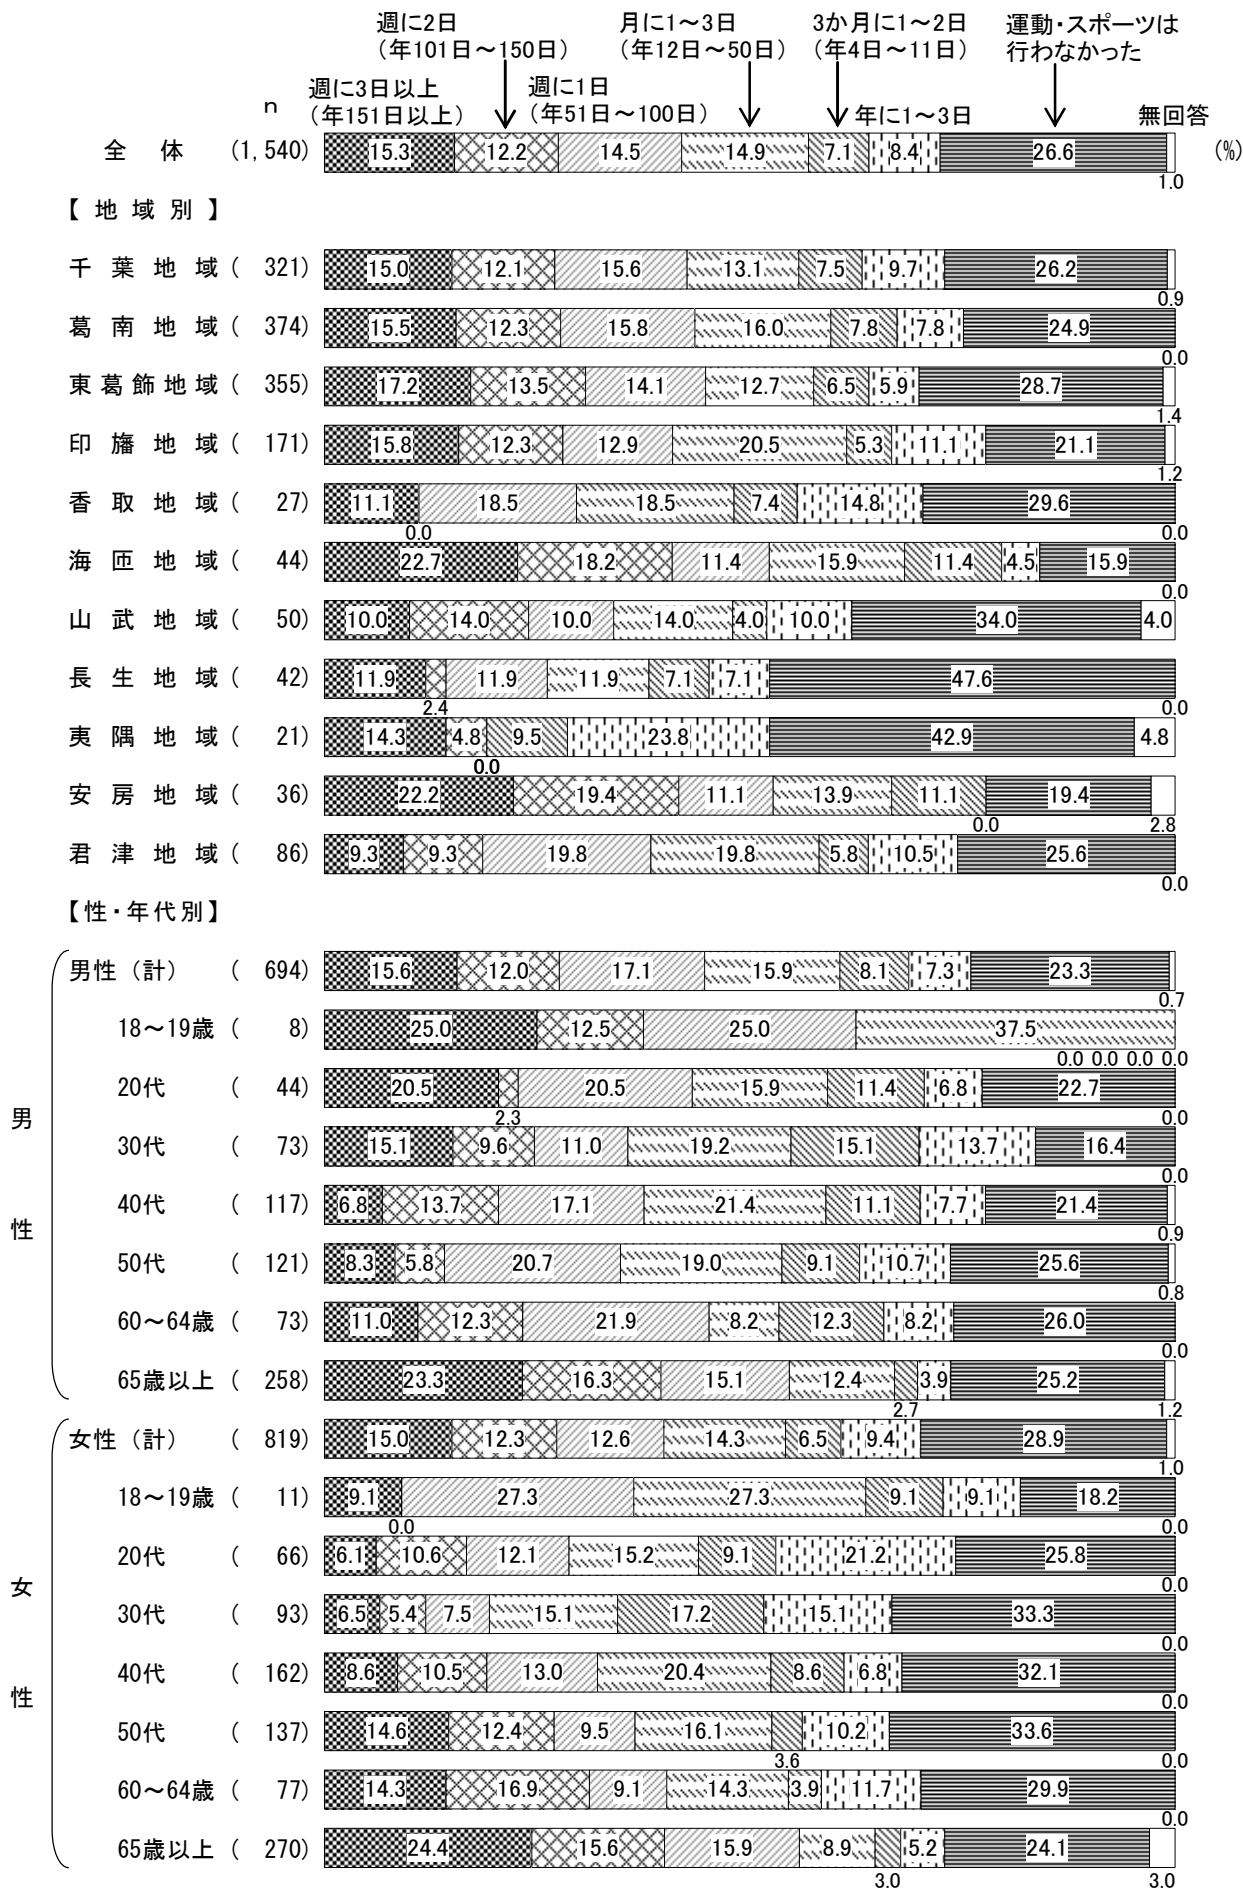 週に2日
（年101日～150日）
月に1～3日
（年12日～50日）
3か月に1～2日
（年4日～11日）
運動・スポーツは
行わなかった
週に3日以上
（年151日以上）
週に1日
（年51日～100日）
年に1～3日
無回答
n
全体 (1,540) 15.3 12.2 14.5 14.9 7.1 8.4 26.6 (%)
1.0
【地域別】
千葉地域 ( 321) 15.0 12.1 15.6 13.1 7.5 9.7 26.2
0.9
葛南地域 ( 374) 15.5 12.3 15.8 16.0 7.8 7.8 24.9
0.0
東葛飾地域 ( 355) 17.2 13.5 14.1 12.7 6.5 5.9 28.7
1.4
印旛地域 ( 171) 15.8 12.3 12.9 20.5 5.3 11.1 21.1
1.2
香取地域 ( 27) 11.1 18.5 18.5 7.4 14.8 29.6
0.0 0.0
海匝地域 ( 44) 22.7 18.2 11.4 15.9 11.4 4.5 15.9
0.0
山武地域 ( 50) 10.0 14.0 10.0 14.0 4.0 10.0 34.0 4.0
長生地域 ( 42) 11.9 11.9 11.9 7.1 7.1 47.6
2.4 0.0
夷隅地域 ( 21) 14.3 4.8 9.5 23.8 42.9 4.8
0.0
安房地域 ( 36) 22.2 19.4 11.1 13.9 11.1 19.4
0.0 2.8
君津地域 ( 86) 9.3 9.3 19.8 19.8 5.8 10.5 25.6
0.0
【性・年代別】
男性
男性（計） ( 694) 15.6 12.0 17.1 15.9 8.1 7.3 23.3
0.7
18～19歳 ( 8) 25.0 12.5 25.0 37.5
0.0 0.0 0.0 0.0
20代 ( 44) 20.5 20.5 15.9 11.4 6.8 22.7
2.3 0.0
30代 ( 73) 15.1 9.6 11.0 19.2 15.1 13.7 16.4
0.0
40代 ( 117) 6.8 13.7 17.1 21.4 11.1 7.7 21.4
0.9
50代 ( 121) 8.3 5.8 20.7 19.0 9.1 10.7 25.6
0.8
60～64歳 ( 73) 11.0 12.3 21.9 8.2 12.3 8.2 26.0
0.0
65歳以上 ( 258) 23.3 16.3 15.1 12.4 3.9 25.2
2.7 1.2
女性
女性（計） ( 819) 15.0 12.3 12.6 14.3 6.5 9.4 28.9
1.0
18～19歳 ( 11) 9.1 27.3 27.3 9.1 9.1 18.2
0.0 0.0
20代 ( 66) 6.1 10.6 12.1 15.2 9.1 21.2 25.8
0.0
30代 ( 93) 6.5 5.4 7.5 15.1 17.2 15.1 33.3
0.0
40代 ( 162) 8.6 10.5 13.0 20.4 8.6 6.8 32.1
0.0
50代 ( 137) 14.6 12.4 9.5 16.1 10.2 33.6
3.6 0.0
60～64歳 ( 77) 14.3 16.9 9.1 14.3 3.9 11.7 29.9
0.0
65歳以上 ( 270) 24.4 15.6 15.9 8.9 5.2 24.1
3.0 3.0